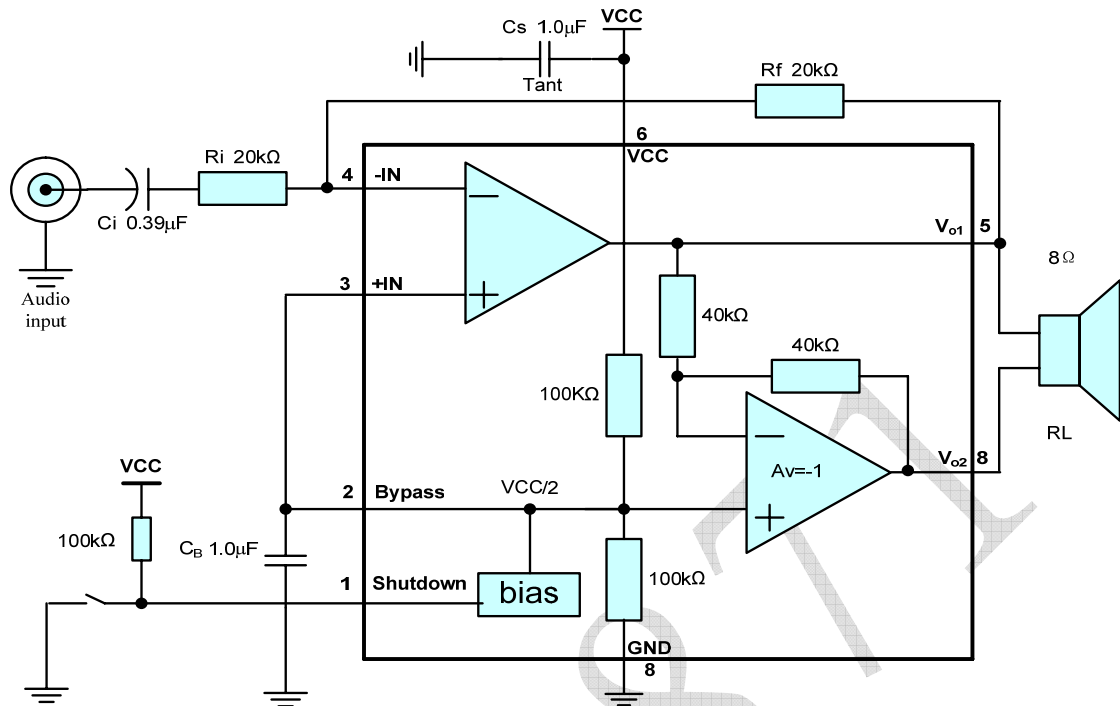 VCC
Cs 1.0μF
Tant
Rf 20kΩ
6
VCC
Ri 20kΩ
4 -IN
Ci 0.39μF
Vo1 5
8Ω
3 +IN
Audio
input
40kΩ
40kΩ
100KΩ
RL
Av=-1
Vo2 8
VCC
2 Bypass
VCC/2
100kΩ
CB 1.0μF
1 Shutdown
bias
100kΩ
GND
8